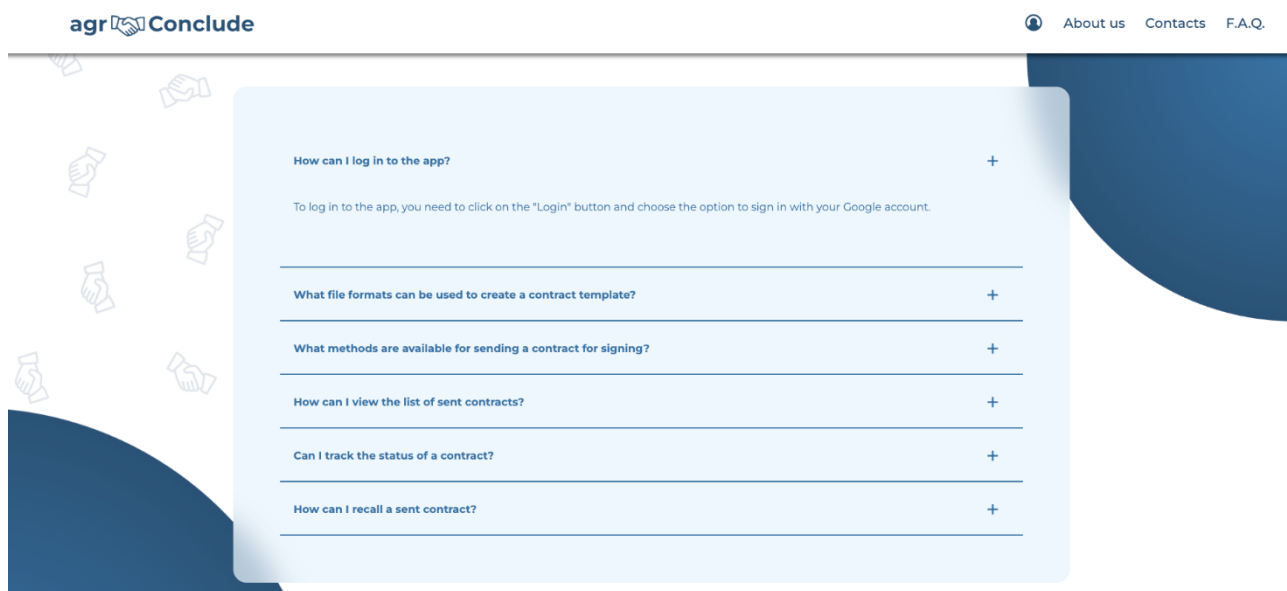 agr Conclude
About us Contacts F.A.Q.
How can I log in to the app?
To log in to the app, you need to click on the "Login" button and choose the option to sign in with your Google account.
What file formats can be used to create a contract template?
What methods are available for sending a contract for signing?
How can I view the list of sent contracts?
Can I track the status of a contract?
How can I recall a sent contract?